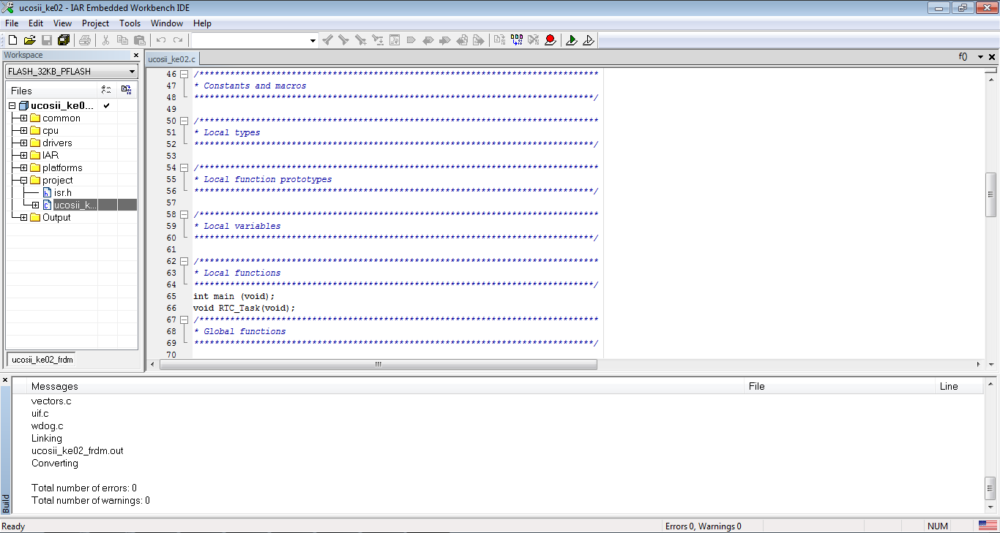 ucosii_ke02 - IAR Embedded Workbench IDE
File Edit View Project Tools Window Help
Workspace
FLASH_32KB_PFLASH
Files
ucosii_ke0...
common
cpu
drivers
IAR
platforms
project
isr.h
ucosii_k...
Output
ucosii_ke02_frdm
ucosii_ke02.c
f()
46 /******************************************************************************
47 * Constants and macros
48 ******************************************************************************/
49
50 /******************************************************************************
51 * Local types
52 ******************************************************************************/
53
54 /******************************************************************************
55 * Local function prototypes
56 ******************************************************************************/
57
58 /******************************************************************************
59 * Local variables
60 ******************************************************************************/
61
62 /******************************************************************************
63 * Local functions
64 ******************************************************************************/
65 int main (void);
66 void RTC_Task(void);
67 /******************************************************************************
68 * Global functions
69 ******************************************************************************/
70
Build
Messages File Line
vectors.c
uif.c
wdog.c
Linking
ucosii_ke02_frdm.out
Converting
Total number of errors: 0
Total number of warnings: 0
Ready Errors 0, Warnings 0 NUM